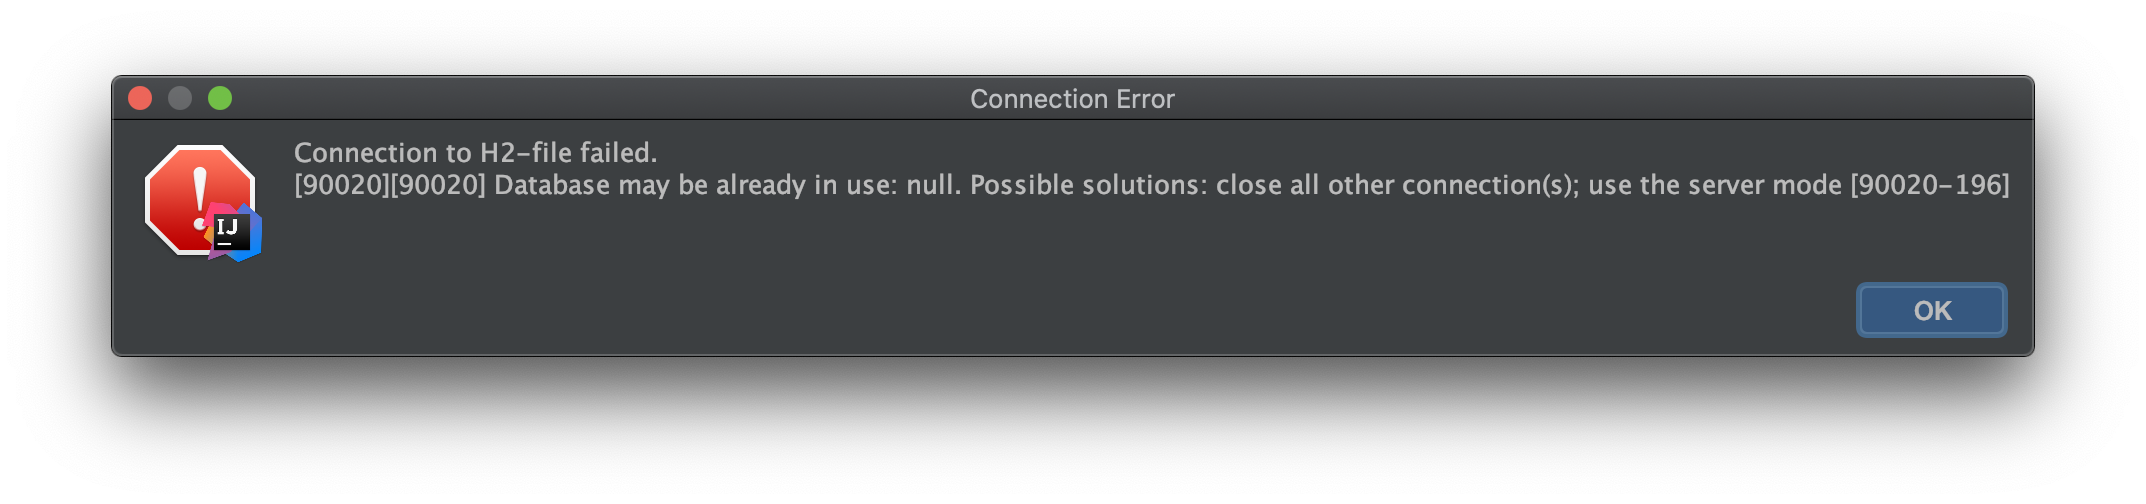 Connection Error
Connection to H2-file failed.
[90020][90020] Database may be already in use: null. Possible solutions: close all other connection(s); use the server mode [90020-196]
IJ
OK